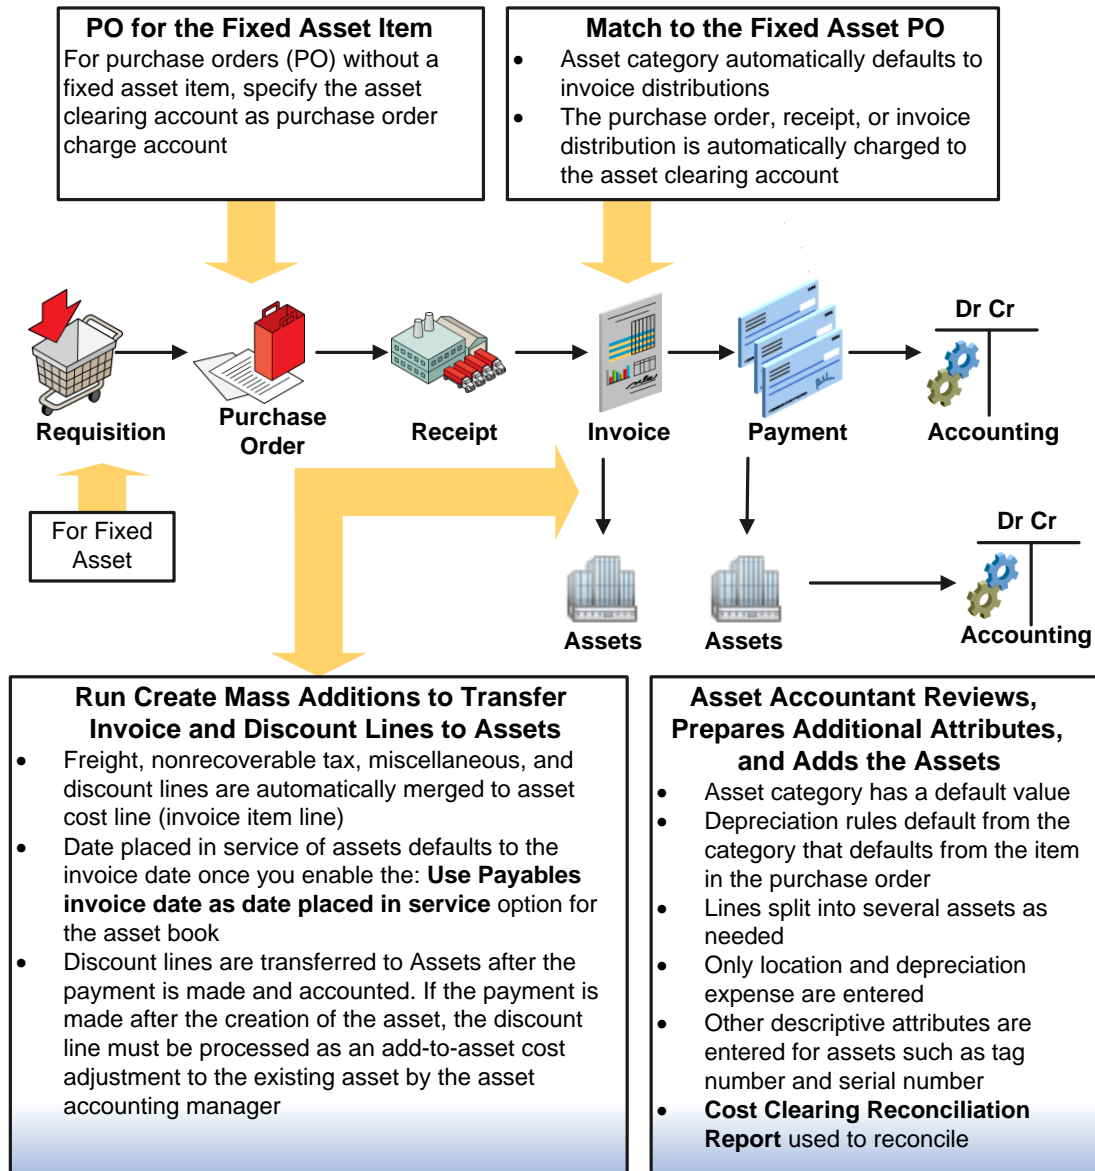 PO for the Fixed Asset Item
For purchase orders (PO) without a
fixed asset item, specify the asset
clearing account as purchase order
charge account
Match to the Fixed Asset PO
• Asset category automatically defaults to
invoice distributions
• The purchase order, receipt, or invoice
distribution is automatically charged to
the asset clearing account
Requisition
Purchase
Order
Receipt
Invoice
Payment
Dr Cr
Accounting
For Fixed
Asset
Assets
Assets
Dr Cr
Accounting
Run Create Mass Additions to Transfer
Invoice and Discount Lines to Assets
• Freight, nonrecoverable tax, miscellaneous, and
discount lines are automatically merged to asset
cost line (invoice item line)
• Date placed in service of assets defaults to the
invoice date once you enable the: Use Payables
invoice date as date placed in service option for
the asset book
• Discount lines are transferred to Assets after the
payment is made and accounted. If the payment is
made after the creation of the asset, the discount
line must be processed as an add-to-asset cost
adjustment to the existing asset by the asset
accounting manager
Asset Accountant Reviews,
Prepares Additional Attributes,
and Adds the Assets
• Asset category has a default value
• Depreciation rules default from the
category that defaults from the item
in the purchase order
• Lines split into several assets as
needed
• Only location and depreciation
expense are entered
• Other descriptive attributes are
entered for assets such as tag
number and serial number
• Cost Clearing Reconciliation
Report used to reconcile